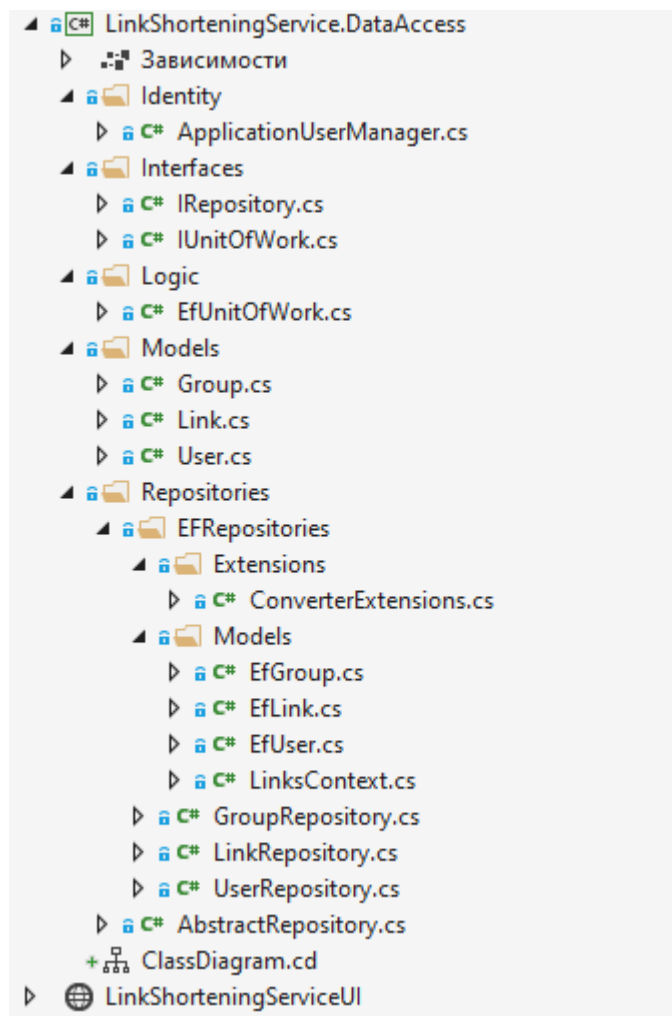 C# LinkShorteningService.DataAccess
Зависимости
Identity
C# ApplicationUserManager.cs
Interfaces
C# IRepository.cs
C# IUnitOfWork.cs
Logic
C# EfUnitOfWork.cs
Models
C# Group.cs
C# Link.cs
C# User.cs
Repositories
EFRepositories
Extensions
C# ConverterExtensions.cs
Models
C# EfGroup.cs
C# EfLink.cs
C# EfUser.cs
C# LinksContext.cs
C# GroupRepository.cs
C# LinkRepository.cs
C# UserRepository.cs
C# AbstractRepository.cs
ClassDiagram.cd
LinkShorteningServiceUI